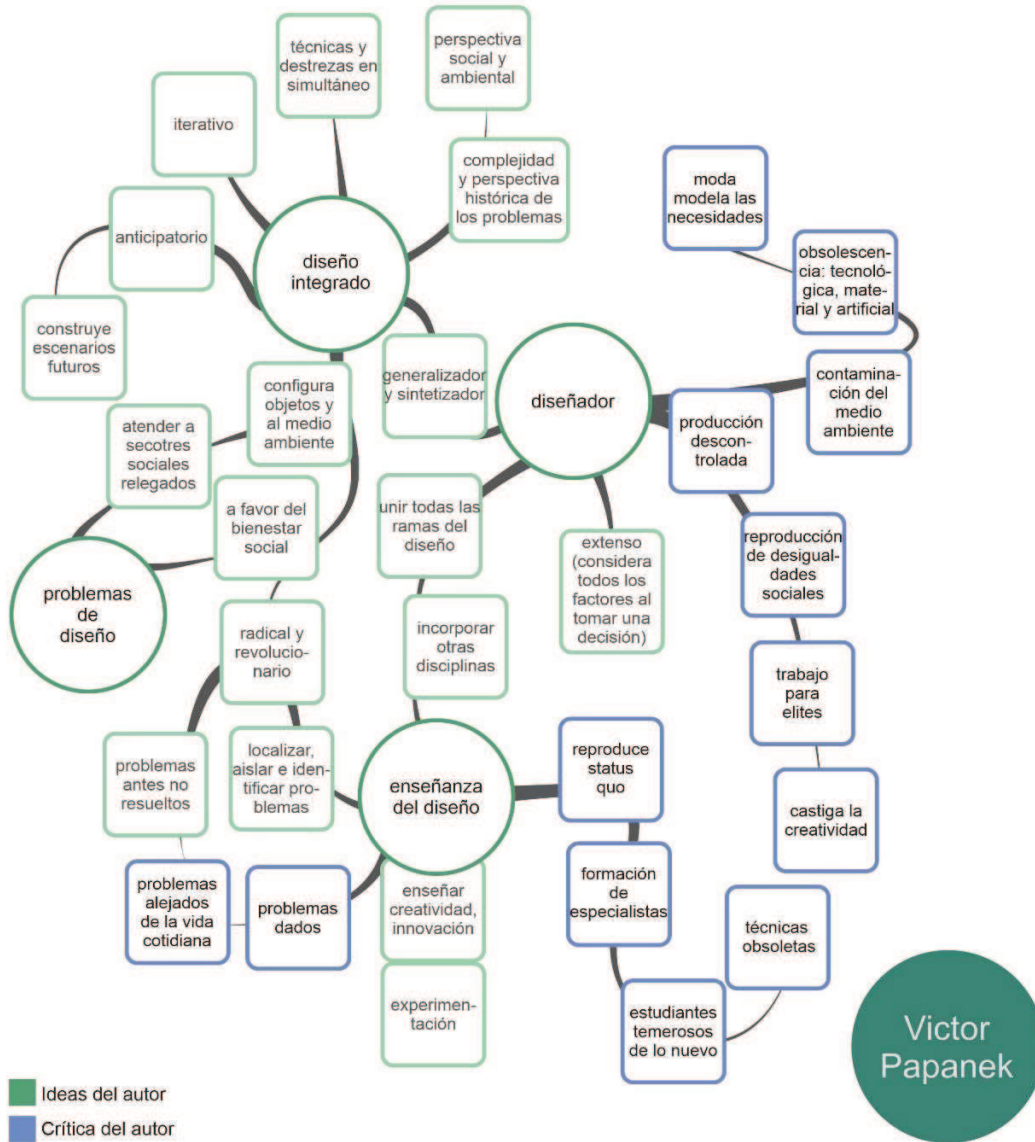 técnicas y
destrezas en
simultáneo
perspectiva
social y
ambiental
iterativo
complejidad
y perspectiva
histórica de
los problemas
moda
modela las
necesidades
anticipatorio
diseño
integrado
obsolescen-
cia: tecnoló-
gica, mate-
rial y artificial
construye
escenarios
futuros
configura
objetos y
al medio
ambiente
generalizador
y sintetizador
diseñador
contamina-
ción del
medio
ambiente
atender a
secotres
sociales
relegados
producción
descon-
trolada
a favor del
bienestar
social
unir todas las
ramas del
diseño
extenso
(considera
todos los
factores al
tomar una
decisión)
reproducción
de desigual-
dades
sociales
problemas
de
diseño
radical y
revolucio-
nario
incorporar
otras
disciplinas
trabajo
para
elites
problemas
antes no
resueltos
localizar,
aislar e iden-
tificar pro-
blemas
enseñanza
del diseño
reproduce
status
quo
castiga la
creatividad
problemas
alejados
de la vida
cotidiana
problemas
dados
enseñar
creatividad,
innovación
formación
de
especialistas
técnicas
obsoletas
experimen-
tación
estudiantes
temerosos
de lo nuevo
Victor
Papanek
Ideas del autor
Crítica del autor